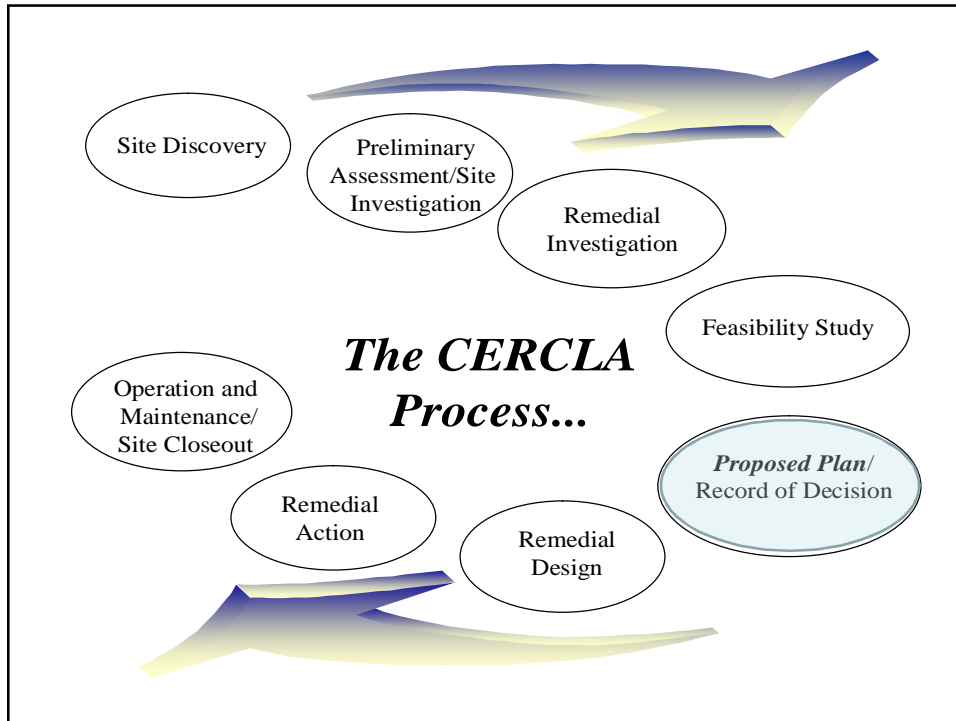 Site Discovery
Preliminary
Assessment/Site
Investigation
Remedial
Investigation
Feasibility Study
The CERCLA
Process...
Proposed Plan/
Record of Decision
Remedial
Design
Remedial
Action
Operation and
Maintenance/
Site Closeout